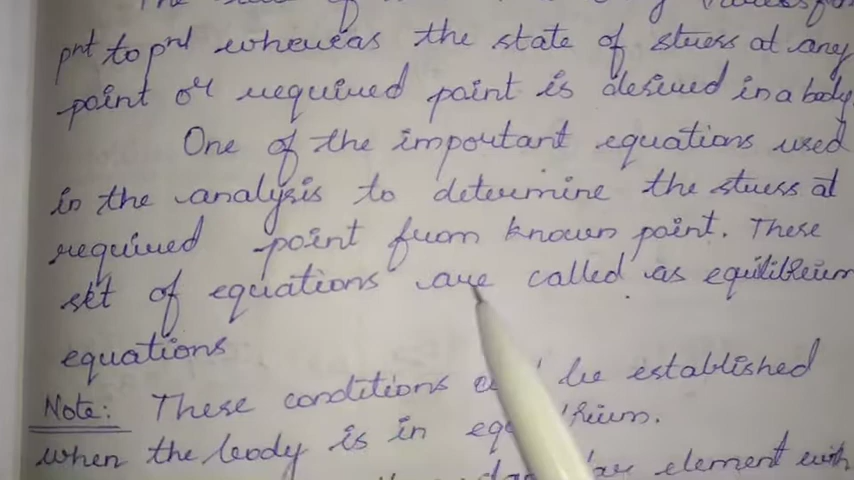 The state of
pnt to pnt whereas the state of stress at any
point or required point is desired in a body
One of the important equations used
in the analysis to determine the stress at
required point from known point. These
set of equations are called as equilibrium
equations
Note: These conditions be established
when the body is in
element with